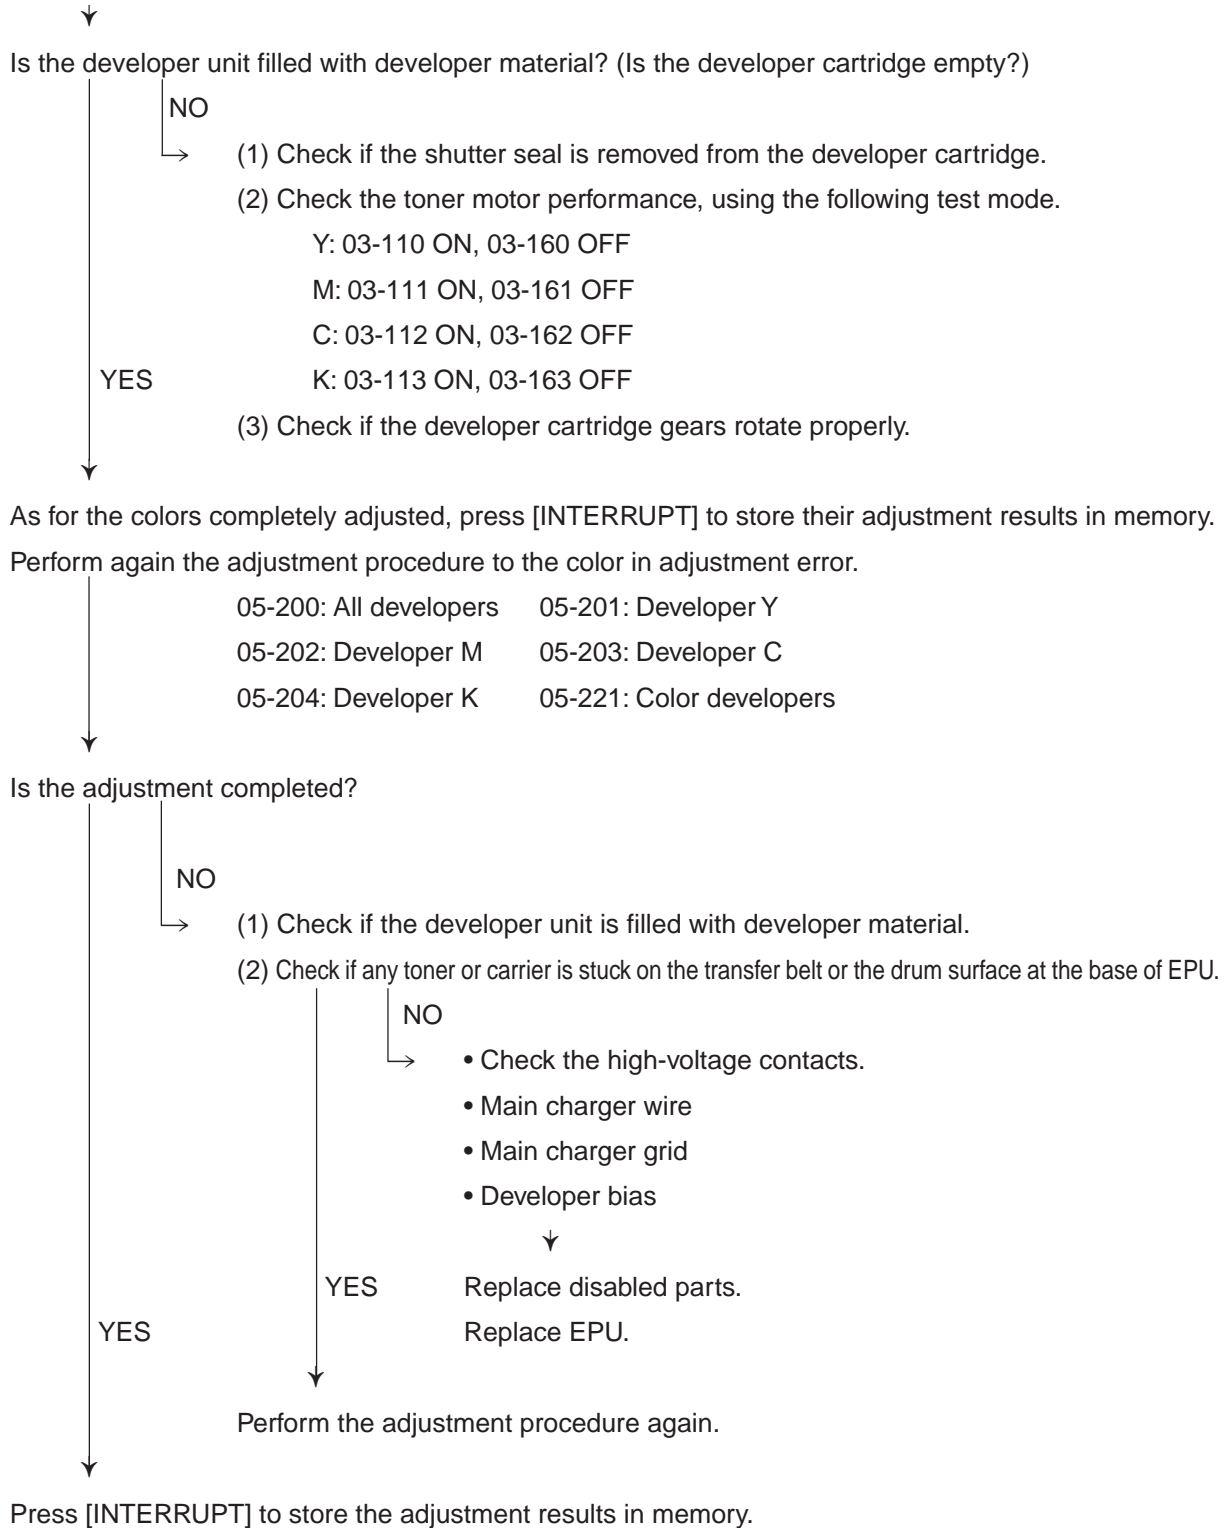 Is the developer unit filled with developer material? (Is the developer cartridge empty?)
NO
(1) Check if the shutter seal is removed from the developer cartridge.
(2) Check the toner motor performance, using the following test mode.
Y: 03-110 ON, 03-160 OFF
M: 03-111 ON, 03-161 OFF
C: 03-112 ON, 03-162 OFF
YES K: 03-113 ON, 03-163 OFF
(3) Check if the developer cartridge gears rotate properly.
As for the colors completely adjusted, press [INTERRUPT] to store their adjustment results in memory.
Perform again the adjustment procedure to the color in adjustment error.
05-200: All developers 05-201: Developer Y
05-202: Developer M 05-203: Developer C
05-204: Developer K 05-221: Color developers
Is the adjustment completed?
NO
(1) Check if the developer unit is filled with developer material.
(2) Check if any toner or carrier is stuck on the transfer belt or the drum surface at the base of EPU.
NO
• Check the high-voltage contacts.
• Main charger wire
• Main charger grid
• Developer bias
YES Replace disabled parts.
YES Replace EPU.
Perform the adjustment procedure again.
Press [INTERRUPT] to store the adjustment results in memory.